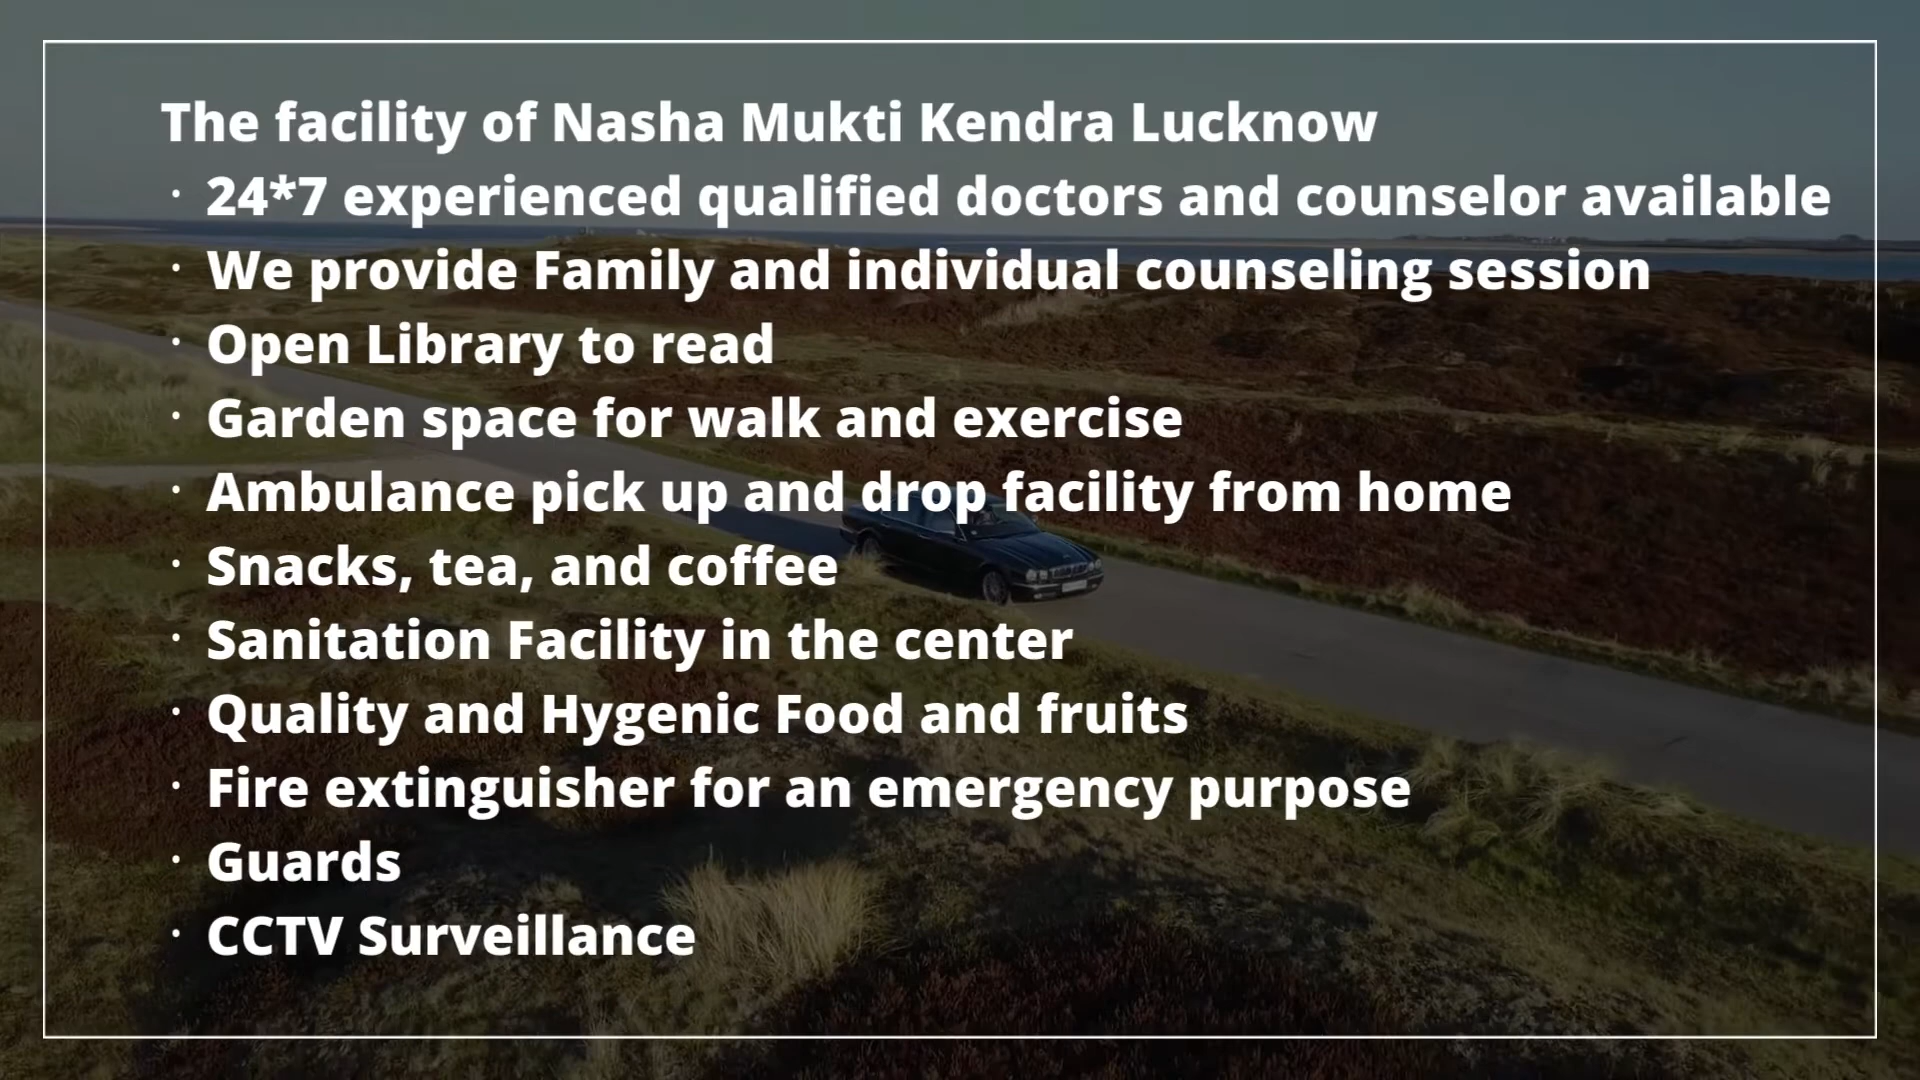 The facility of Nasha Mukti Kendra Lucknow
· 24*7 experienced qualified doctors and counselor available
· We provide Family and individual counseling session
· Open Library to read
· Garden space for walk and exercise
· Ambulance pick up and drop facility from home
· Snacks, tea, and coffee
· Sanitation Facility in the center
· Quality and Hygenic Food and fruits
· Fire extinguisher for an emergency purpose
· Guards
· CCTV Surveillance